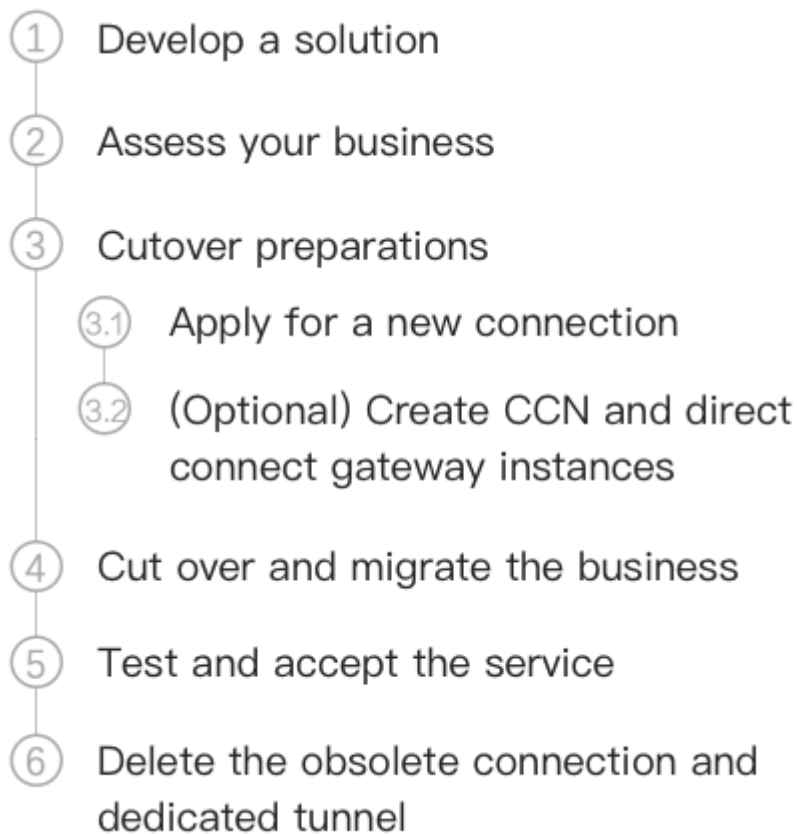 1 Develop a solution
2 Assess your business
3 Cutover preparations
3.1 Apply for a new connection
3.2 (Optional) Create CCN and direct
connect gateway instances
4 Cut over and migrate the business
5 Test and accept the service
6 Delete the obsolete connection and
dedicated tunnel